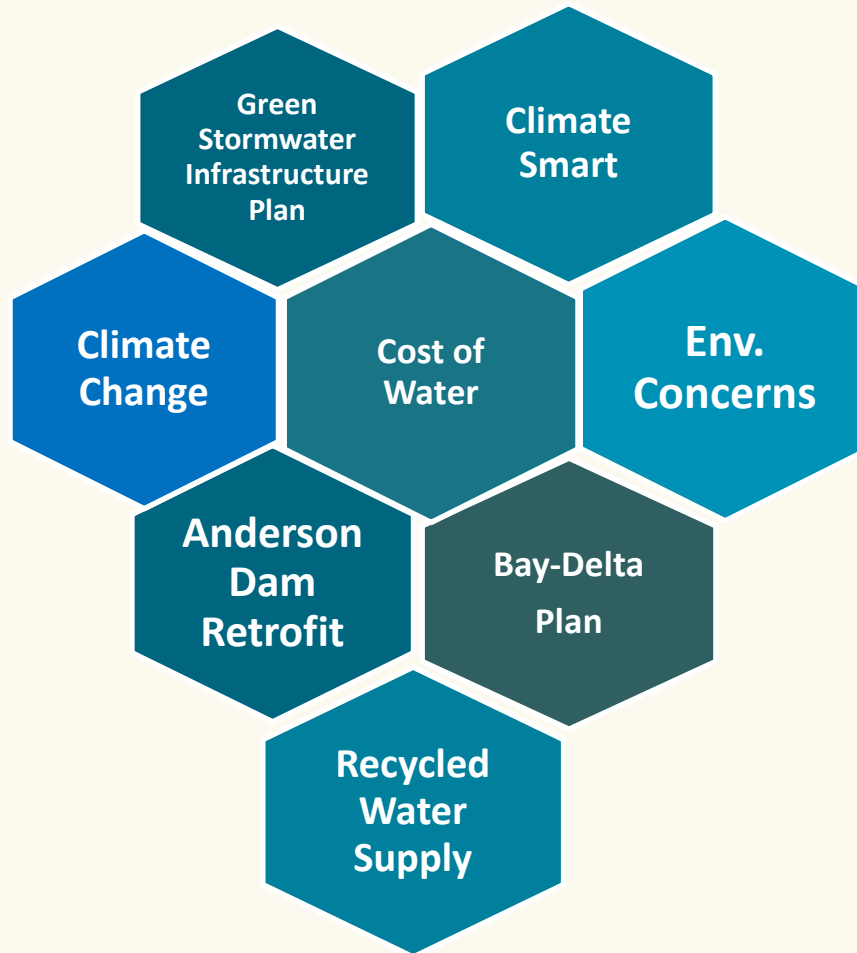 Green
Stormwater
Infrastructure
Plan
Climate
Smart
Climate
Change
Cost of
Water
Env.
Concerns
Anderson
Dam
Retrofit
Bay-Delta
Plan
Recycled
Water
Supply